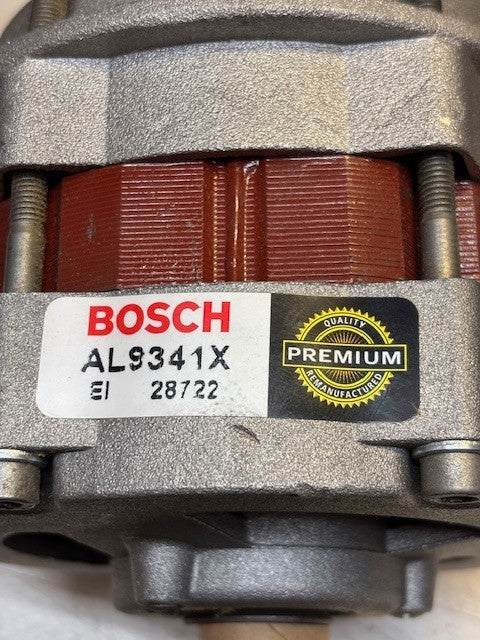 BOSCH
AL9341X
EI 28722
QUALITY
PREMIUM
REMANUFACTURED